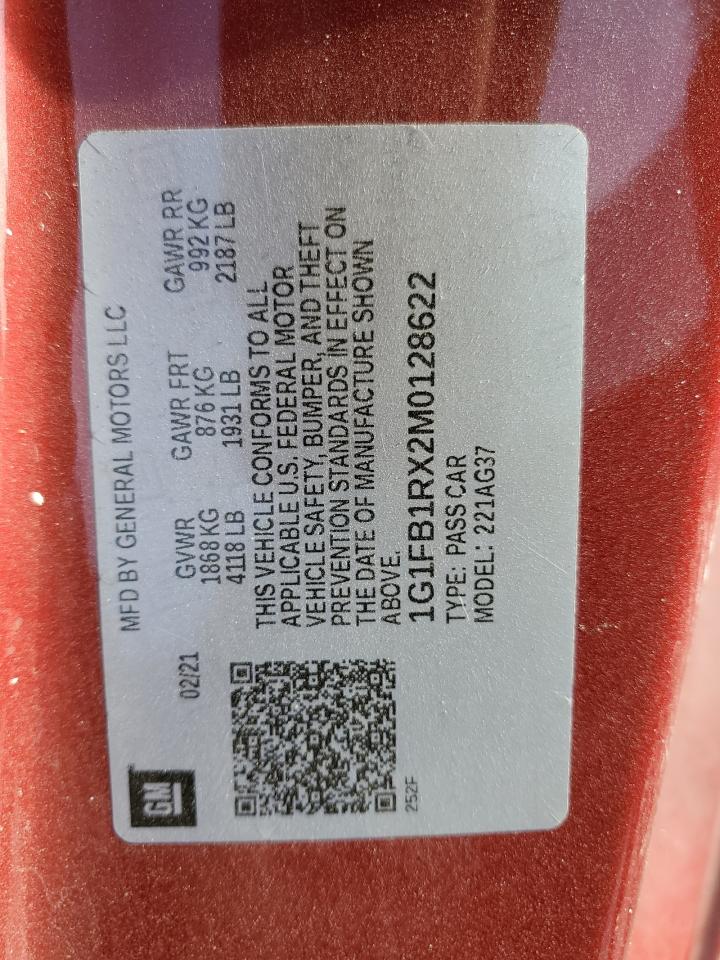 GM
MFD BY GENERAL MOTORS LLC
02/21
GVWR GAWR FRT GAWR RR
1868 KG 876 KG 992 KG
4118 LB 1931 LB 2187 LB
THIS VEHICLE CONFORMS TO ALL
APPLICABLE U.S. FEDERAL MOTOR
VEHICLE SAFETY, BUMPER, AND THEFT
PREVENTION STANDARDS IN EFFECT ON
THE DATE OF MANUFACTURE SHOWN
ABOVE.
1G1FB1RX2M0128622
TYPE: PASS CAR
MODEL: 221AG37
252F